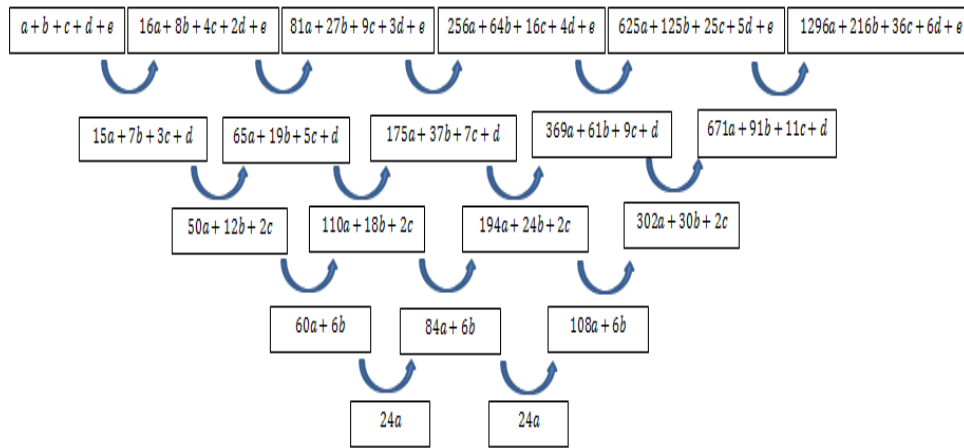 a + b + c + d + e 16a + 8b + 4c + 2d + e 81a + 27b + 9c + 3d + e 256a + 64b + 16c + 4d + e 625a + 125b + 25c + 5d + e 1296a + 216b + 36c + 6d + e
15a + 7b + 3c + d 65a + 19b + 5c + d 175a + 37b + 7c + d 369a + 61b + 9c + d 671a + 91b + 11c + d
50a + 12b + 2c 110a + 18b + 2c 194a + 24b + 2c 302a + 30b + 2c
60a + 6b 84a + 6b 108a + 6b
24a 24a